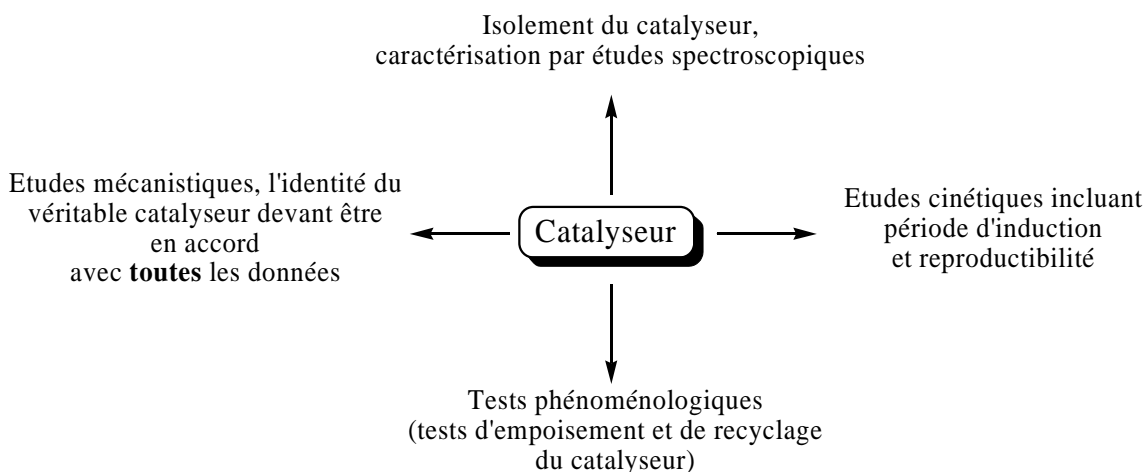 Isolement du catalyseur,
caractérisation par études spectroscopiques
Etudes mécanistiques, l'identité du
véritable catalyseur devant être
en accord
avec toutes les données
Catalyseur
Etudes cinétiques incluant
période d'induction
et reproductibilité
Tests phénoménologiques
(tests d'empoisement et de recyclage
du catalyseur)